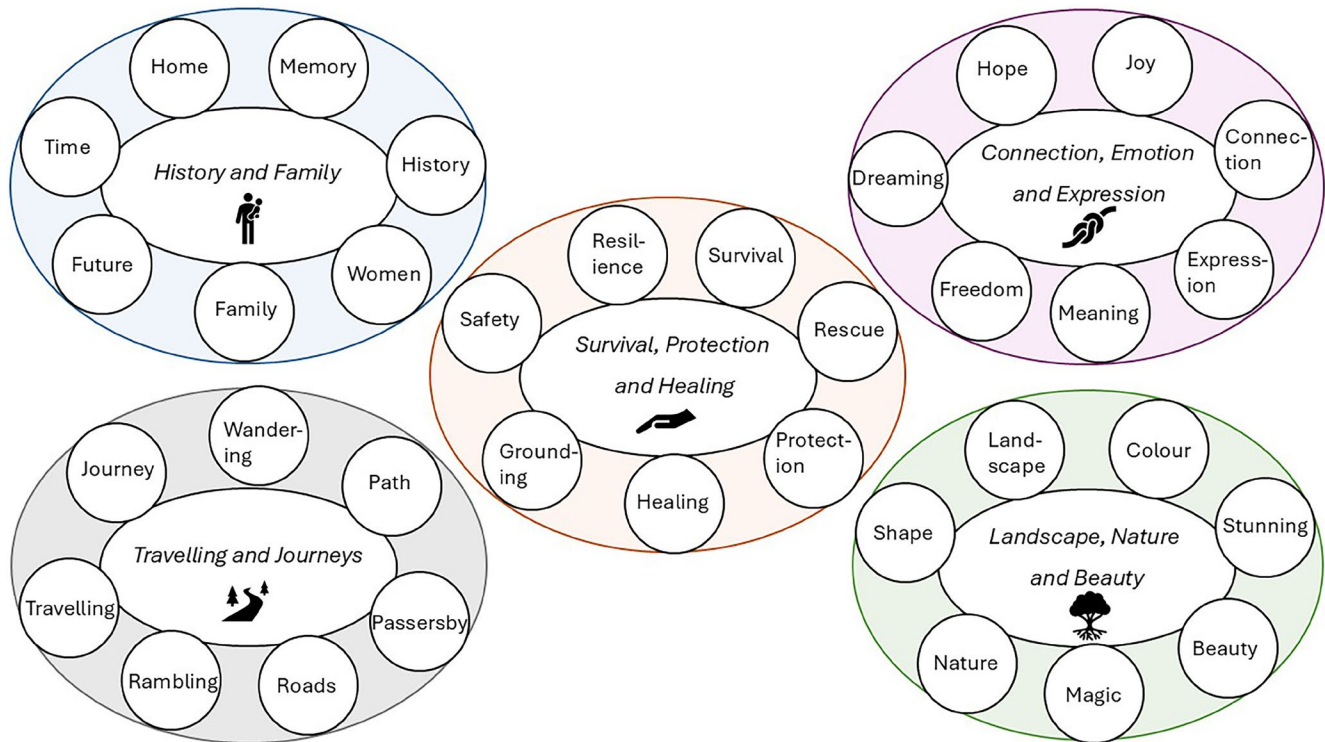 Home
Memory
Time
History
History and Family
Future
Women
Family
Hope
Joy
Connec-
tion
Dreaming
Connection, Emotion
and Expression
Express-
ion
Freedom
Meaning
Resil-
ience
Survival
Safety
Rescue
Survival, Protection
and Healing
Ground-
ing
Protect-
ion
Healing
Wander-
ing
Journey
Path
Travelling and Journeys
Travelling
Passersby
Rambling
Roads
Land-
scape
Colour
Shape
Stunning
Landscape, Nature
and Beauty
Nature
Beauty
Magic